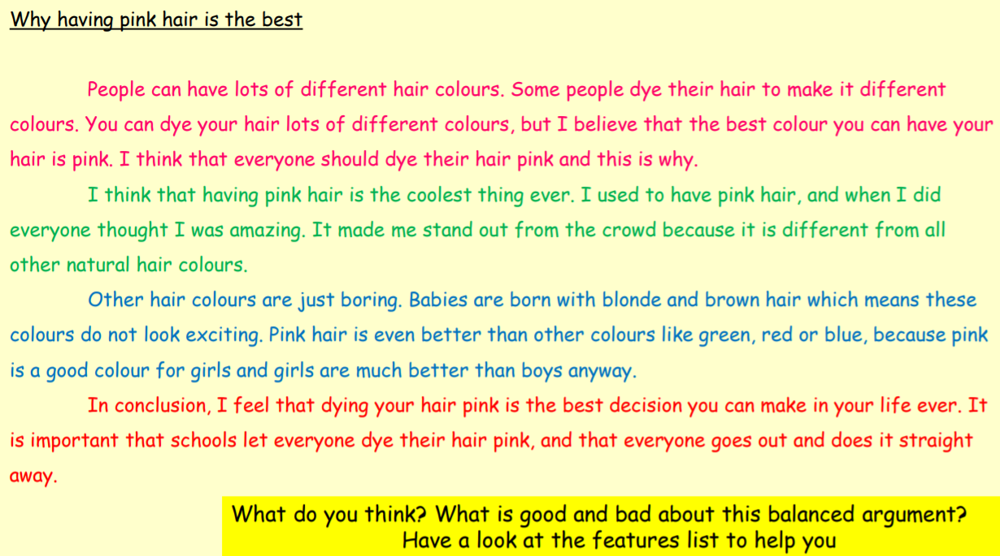 Why having pink hair is the best
People can have lots of different hair colours. Some people dye their hair to make it different
colours. You can dye your hair lots of different colours, but I believe that the best colour you can have your
hair is pink. I think that everyone should dye their hair pink and this is why.
I think that having pink hair is the coolest thing ever. I used to have pink hair, and when I did
everyone thought I was amazing. It made me stand out from the crowd because it is different from all
other natural hair colours.
Other hair colours are just boring. Babies are born with blonde and brown hair which means these
colours do not look exciting. Pink hair is even better than other colours like green, red or blue, because pink
is a good colour for girls and girls are much better than boys anyway.
In conclusion, I feel that dying your hair pink is the best decision you can make in your life ever. It
is important that schools let everyone dye their hair pink, and that everyone goes out and does it straight
away.
What do you think? What is good and bad about this balanced argument?
Have a look at the features list to help you